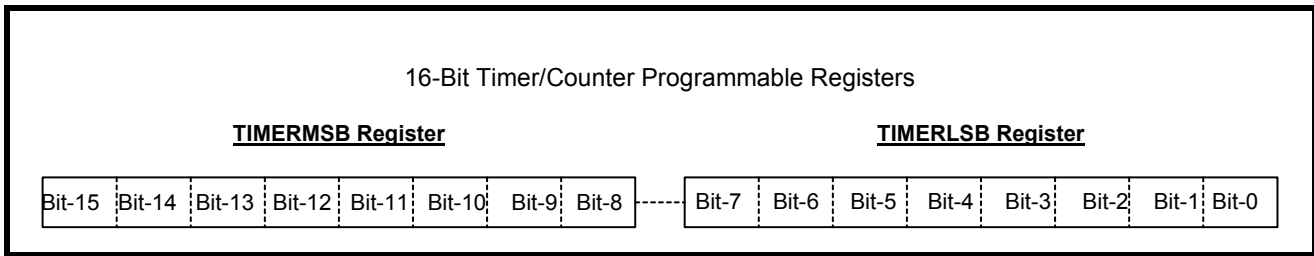 16-Bit Timer/Counter Programmable Registers
TIMERMSB Register TIMERLSB Register
Bit-15 Bit-14 Bit-13 Bit-12 Bit-11 Bit-10 Bit-9 Bit-8 Bit-7 Bit-6 Bit-5 Bit-4 Bit-3 Bit-2 Bit-1 Bit-0